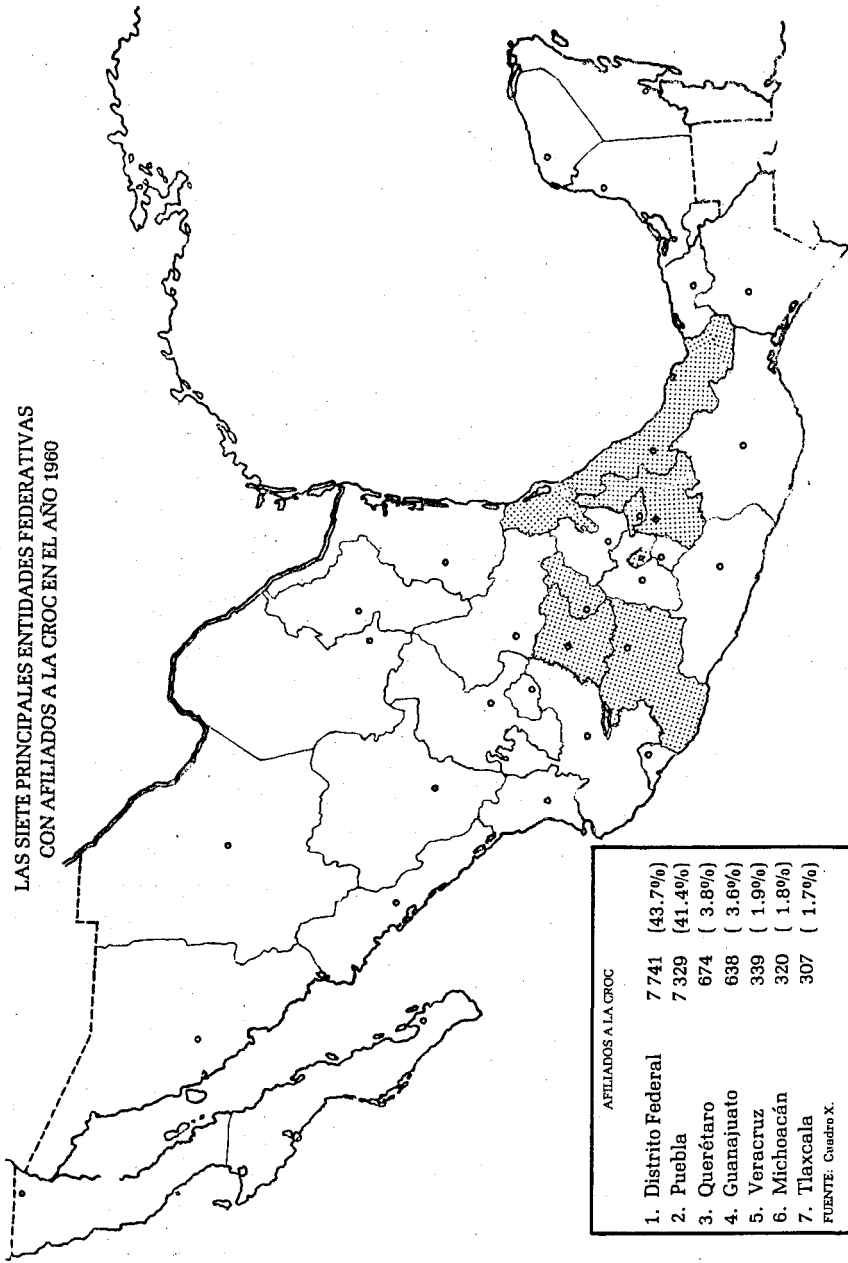 LAS SIETE PRINCIPALES ENTIDADES FEDERATIVAS
CON AFILIADOS A LA CROC EN EL AÑO 1960
AFILIADOS A LA CROC
1. Distrito Federal 7 741 (43.7%)
2. Puebla 7 329 (41.4%)
3. Querétaro 674 ( 3.8%)
4. Guanajuato 638 ( 3.6%)
5. Veracruz 339 ( 1.9%)
6. Michoacán 320 ( 1.8%)
7. Tlaxcala 307 ( 1.7%)
FUENTE: Cuadro X.